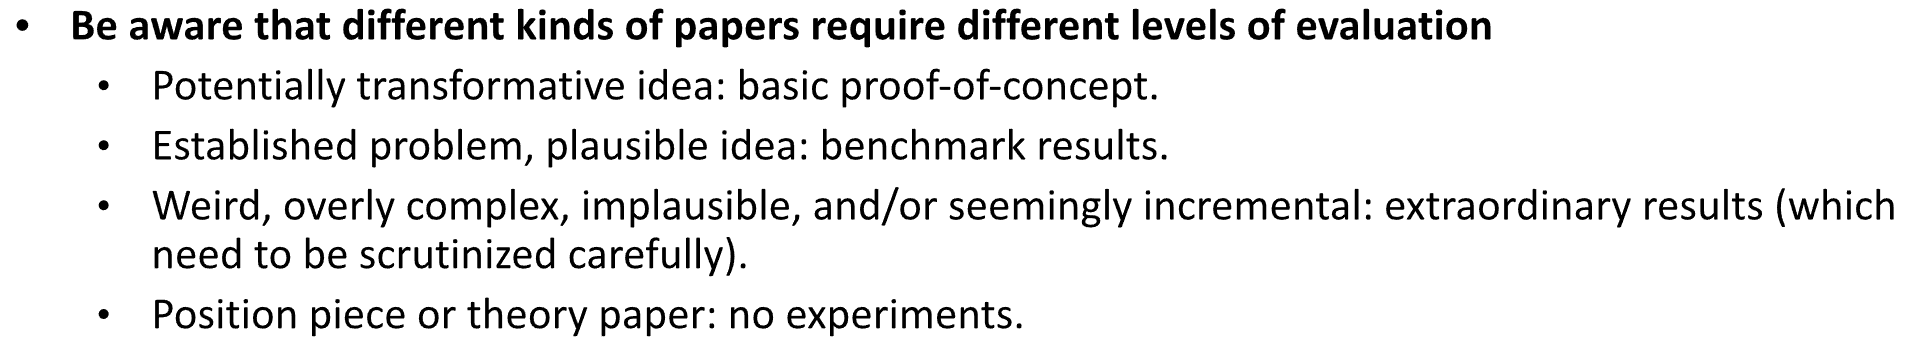 • Be aware that different kinds of papers require different levels of evaluation
• Potentially transformative idea: basic proof-of-concept.
• Established problem, plausible idea: benchmark results.
• Weird, overly complex, implausible, and/or seemingly incremental: extraordinary results (which
need to be scrutinized carefully).
• Position piece or theory paper: no experiments.